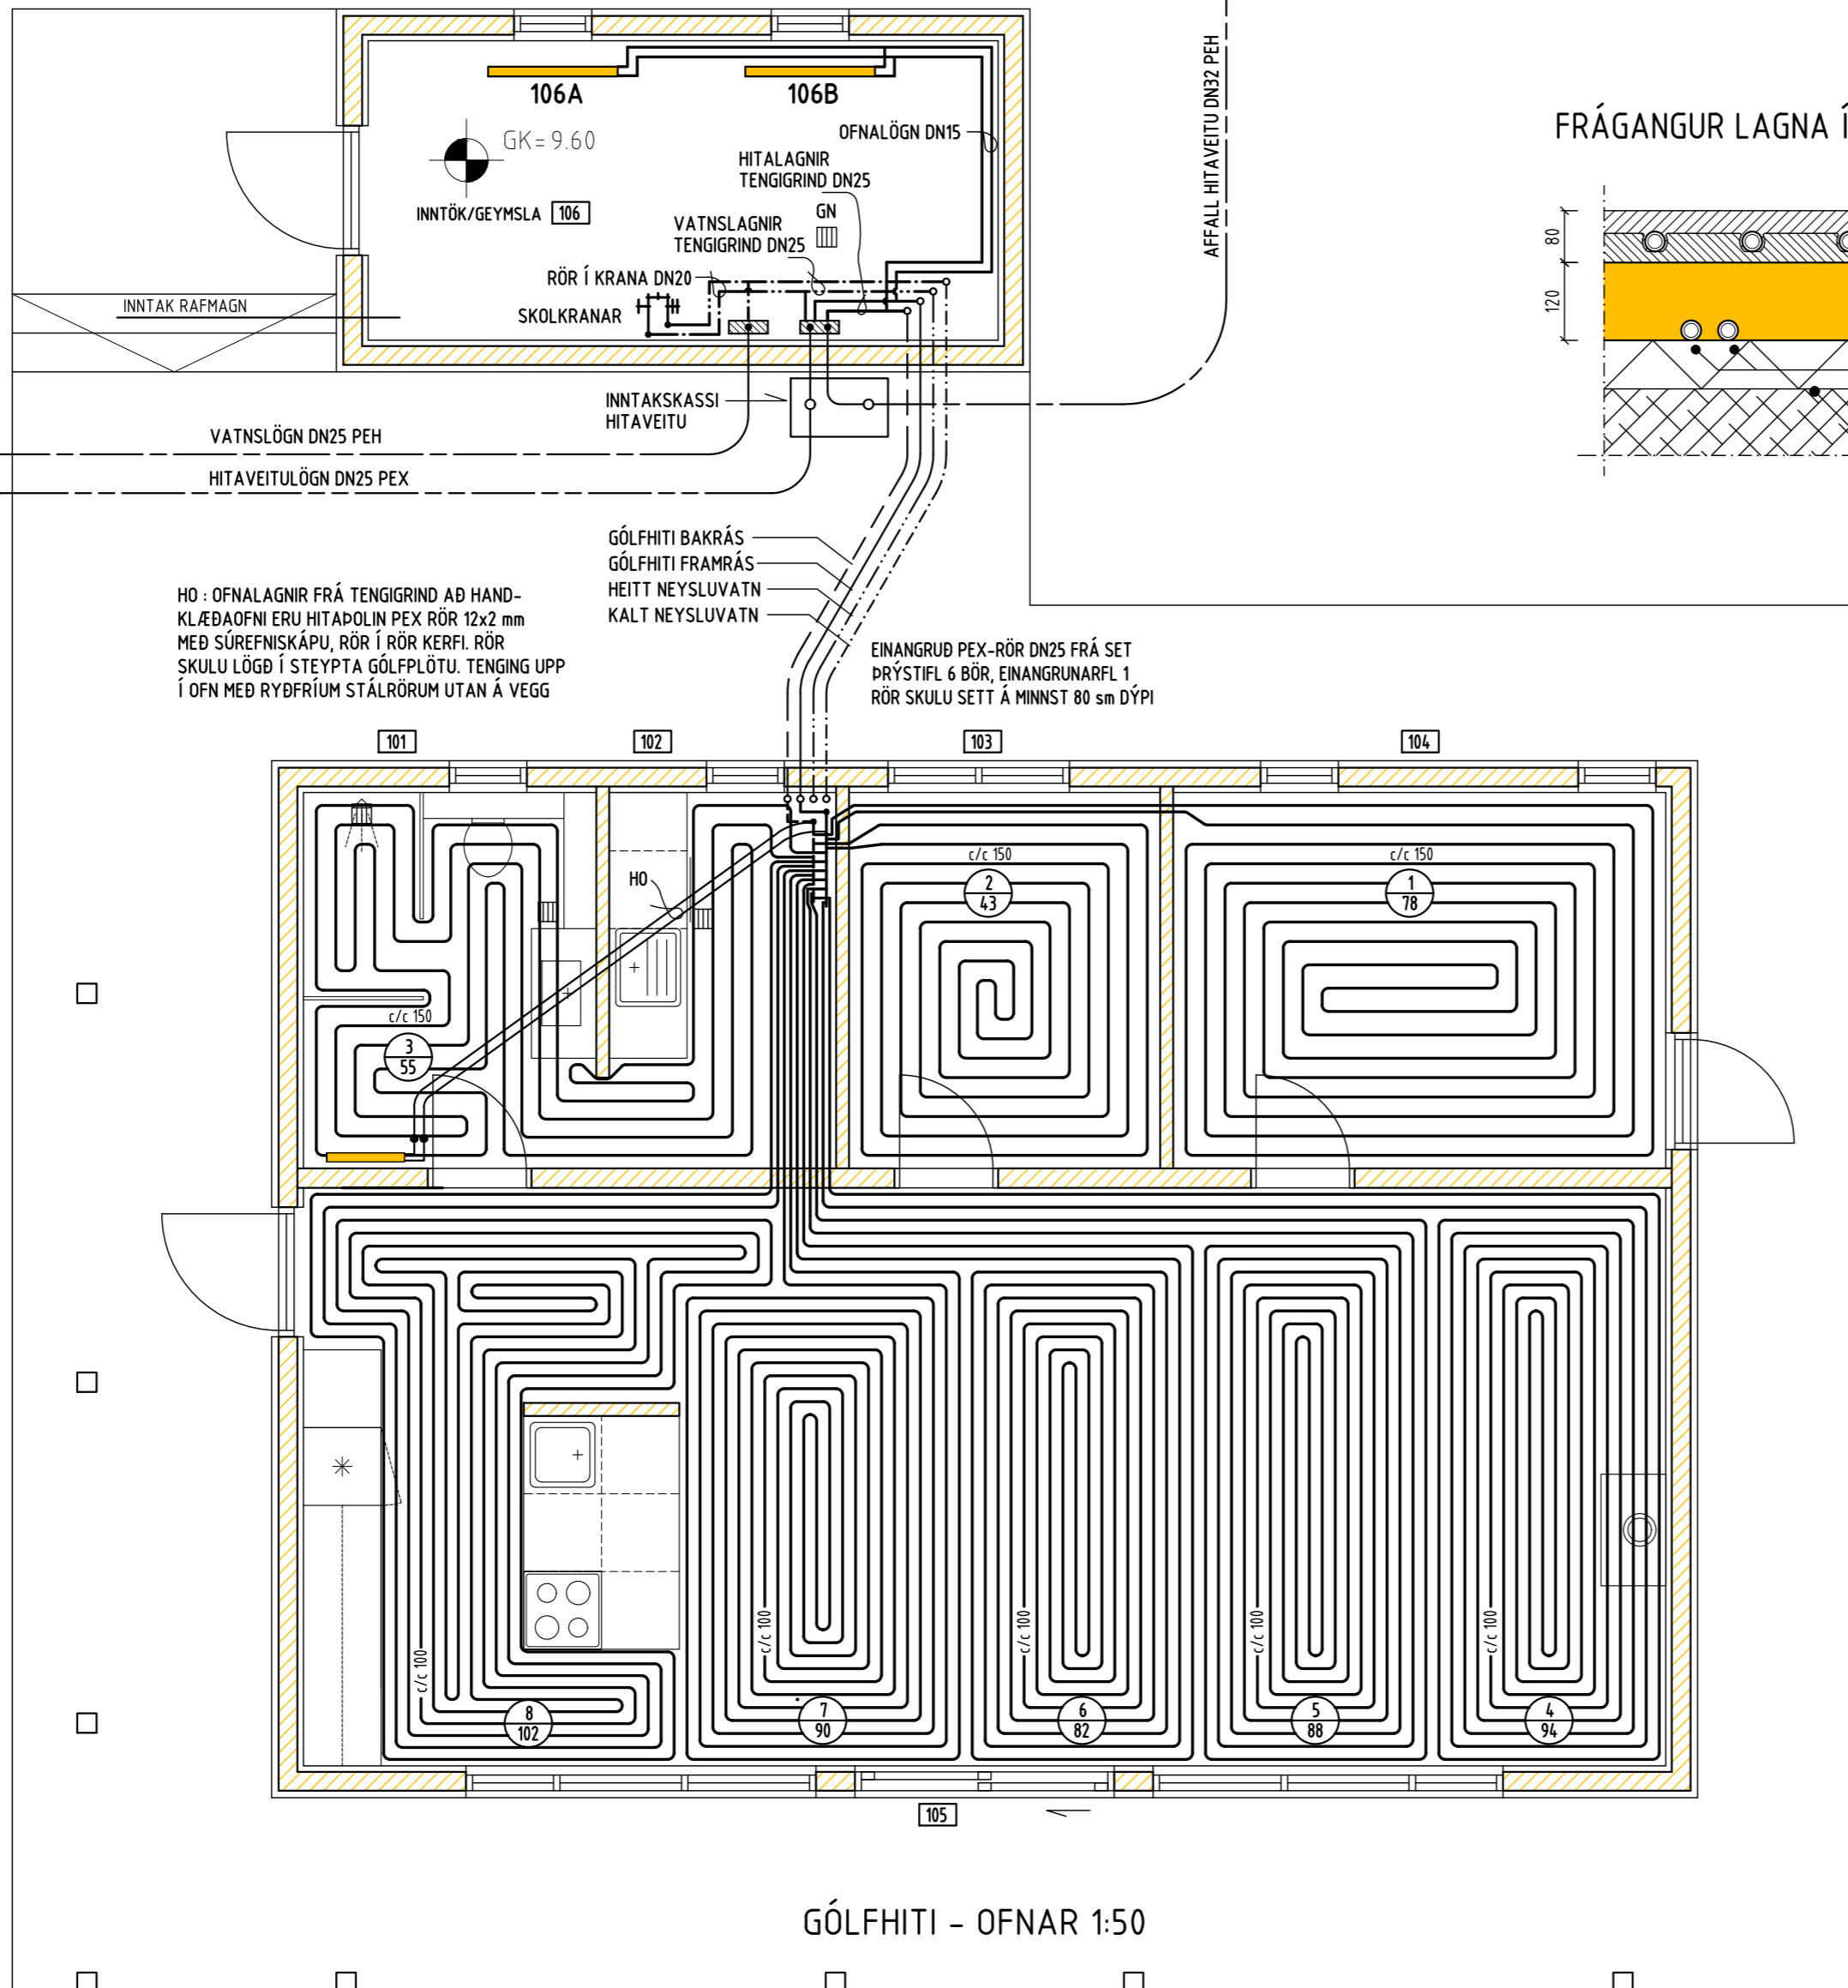 106A
106B
GK=9.60
OFNALÖGN DN15
HITALAGNIR
TENGIGRIND DN25
INNTÖK/GEYMSLA 106
GN
VATNSLAGNIR
TENGIGRIND DN25
RÖR Í KRANA DN20
SKOLKRANAR
INNTAK RAFMAGN
AFFALL HITAVEITU DN32 PEH
FRÁGANGUR LAGNA Í
80
120
INNTAKSKASSI
HITAVEITU
VATNSLÖGN DN25 PEH
HITAVEITULÖGN DN25 PEX
GÓLFHITI BAKRÁS
GÓLFHITI FRAMRÁS
HEITT NEYSLUVATN
KALT NEYSLUVATN
HO : OFNALAGNIR FRÁ TENGIGRIND AÐ HAND-
KLÆÐAOFNI ERU HITAÞOLIN PEX RÖR 12x2 mm
MEÐ SÚREFNISKÁPU, RÖR Í RÖR KERFI. RÖR
SKULU LÖGÐ Í STEYPTA GÓLFPLÖTU. TENGING UPP
Í OFN MEÐ RYÐFRÍUM STÁLRÖRUM UTAN Á VEGG
EINANGRUÐ PEX-RÖR DN25 FRÁ SET
ÞRÝSTIFL 6 BÖR, EINANGRUNARFL 1
RÖR SKULU SETT Á MINNST 80 sm DÝPI
101
102
103
104
c/c 150
2
43
c/c 150
1
78
HO
c/c 150
3
55
c/c 100
8
102
c/c 100
7
90
c/c 100
6
82
c/c 100
5
88
c/c 100
4
94
105
GÓLFHITI - OFNAR 1:50